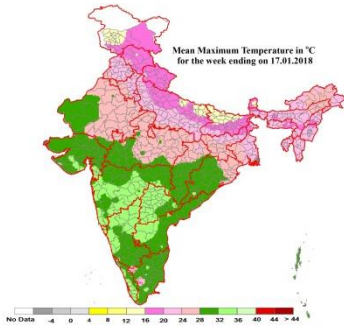 Mean Maximum Temperature in °C
for the week ending on 17.01.2018
No Data -4 0 4 8 12 16 20 24 28 32 36 40 44 > 44